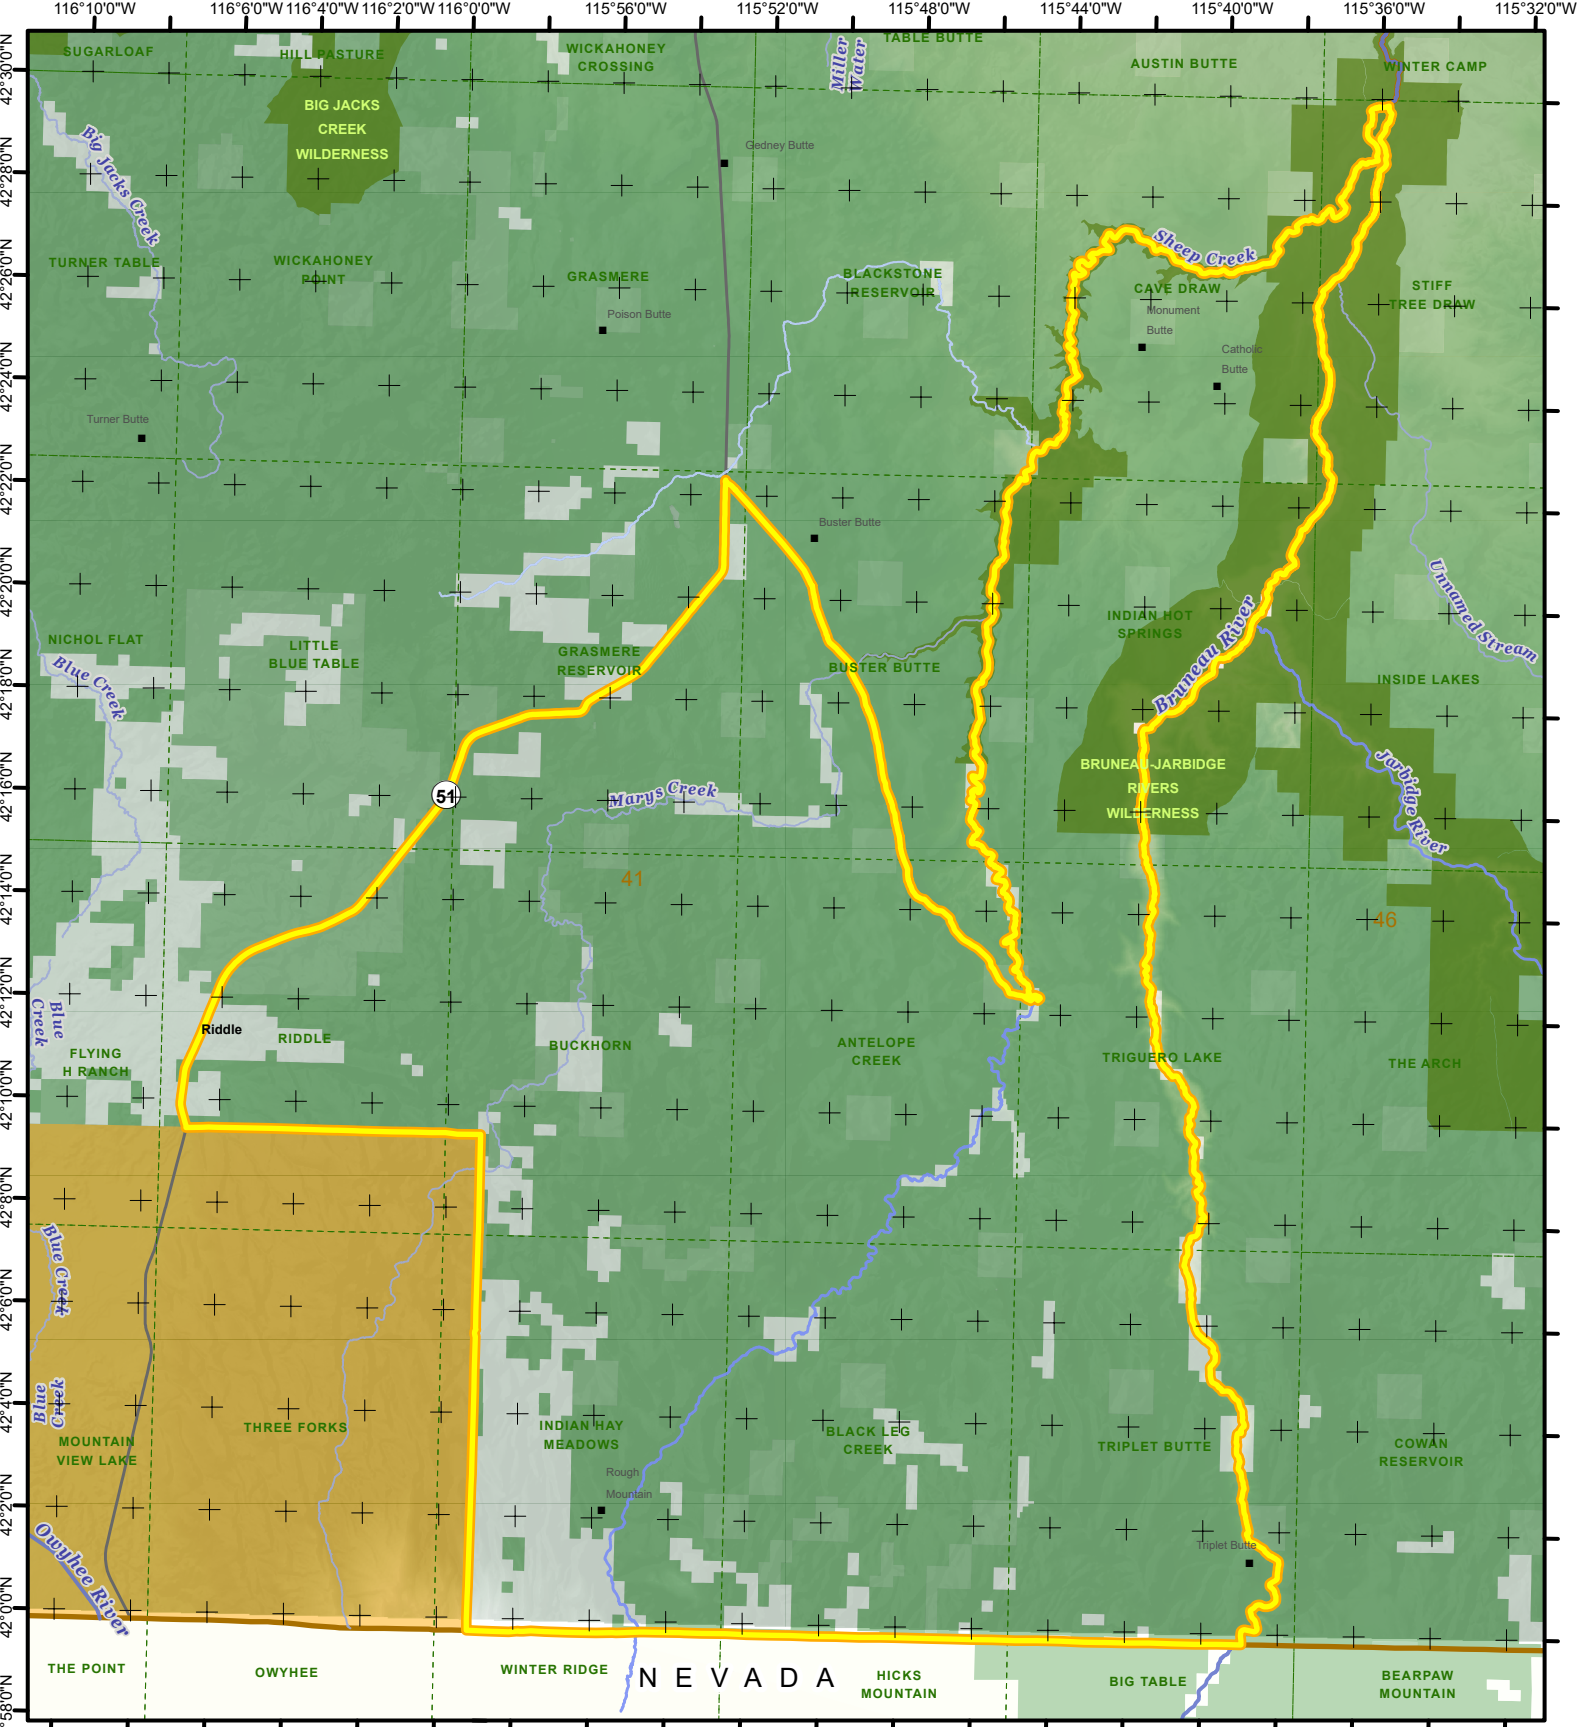 116°10'0"W 116°6'0"W 116°4'0"W 116°2'0"W 116°0'0"W 115°56'0"W 115°52'0"W 115°48'0"W 115°44'0"W 115°40'0"W 115°36'0"W 115°32'0"W
SUGARLOAF
HILL PASTURE
WICKAHONEY
CROSSING
Miller
Water
TABLE BUTTE
AUSTIN BUTTE
WINTER CAMP
42°30'0"N
BIG JACKS
CREEK
WILDERNESS
Big Jacks Creek
Gedney Butte
42°28'0"N
TURNER TABLE
WICKAHONEY
POINT
GRASMERE
BLACKSTONE
RESERVOIR
Sheep Creek
CAVE DRAW
STIFF
TREE DRAW
42°26'0"N
Poison Butte
Monument
Butte
Catholic
Butte
42°24'0"N
Turner Butte
42°22'0"N
Buster Butte
42°20'0"N
Unnamed Stream
NICHOL FLAT
LITTLE
BLUE TABLE
GRASMERE
RESERVOIR
BUSTER BUTTE
INDIAN HOT
SPRINGS
Bruneau River
INSIDE LAKES
Blue Creek
42°18'0"N
BRUNEAU-JARBIDGE
RIVERS
WILDERNESS
Jarbidge River
51
Marys Creek
42°16'0"N
41
46
42°14'0"N
42°12'0"N
Blue
Creek
Riddle
RIDDLE
FLYING
H RANCH
BUCKHORN
ANTELOPE
CREEK
TRIGUERO LAKE
THE ARCH
42°10'0"N
42°8'0"N
Blue Creek
42°6'0"N
Blue
Creek
42°4'0"N
MOUNTAIN
VIEW LAKE
THREE FORKS
INDIAN HAY
MEADOWS
BLACK LEG
CREEK
TRIPLET BUTTE
COWAN
RESERVOIR
Rough
Mountain
42°2'0"N
Triplet Butte
Owyhee River
42°0'0"N
THE POINT
OWYHEE
WINTER RIDGE
NEVADA
HICKS
MOUNTAIN
BIG TABLE
BEARPAW
MOUNTAIN
58'0"N